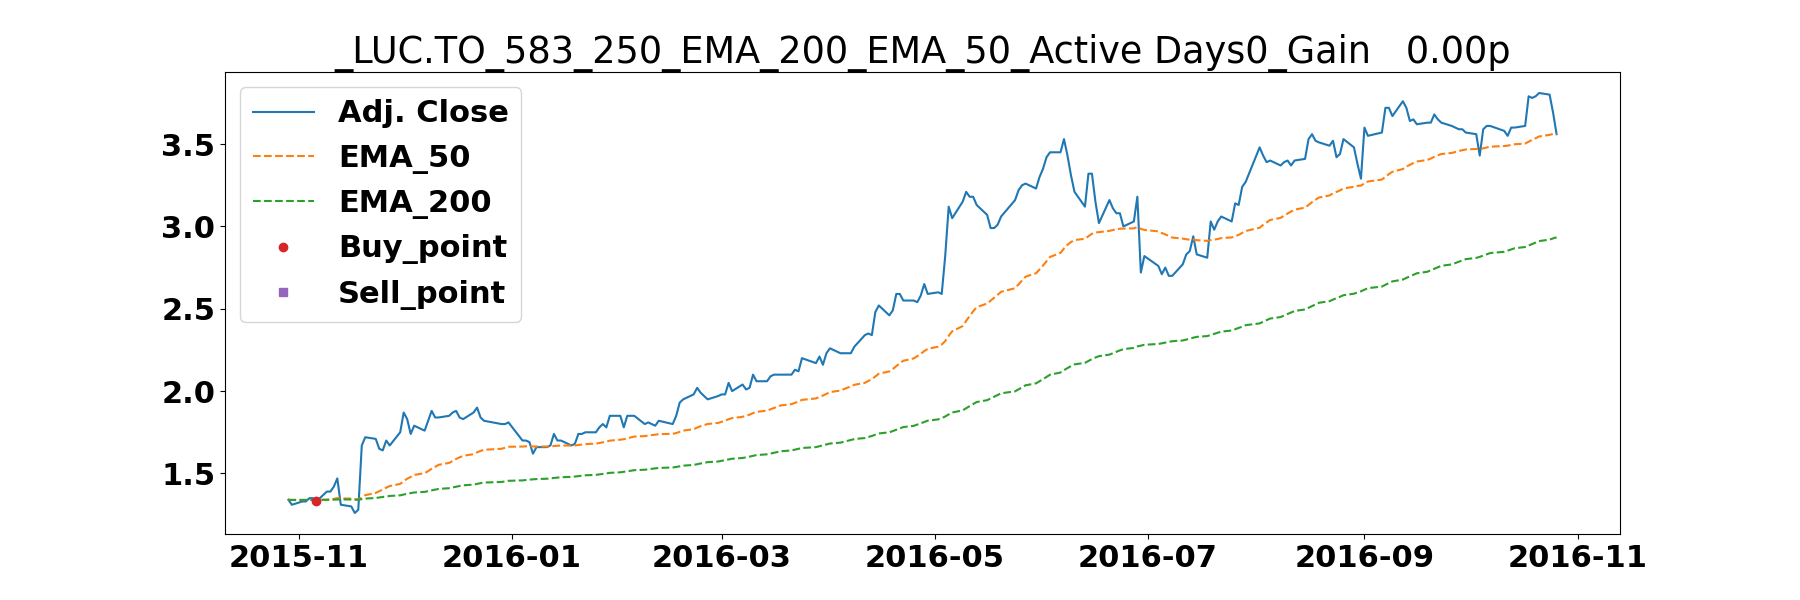 _LUC.TO_583_250_EMA_200_EMA_50_Active Days0_Gain   0.00p
Adj. Close
EMA_50
EMA_200
Buy_point
Sell_point
3.5
3.0
2.5
2.0
1.5
2015-11 2016-01 2016-03 2016-05 2016-07 2016-09 2016-11